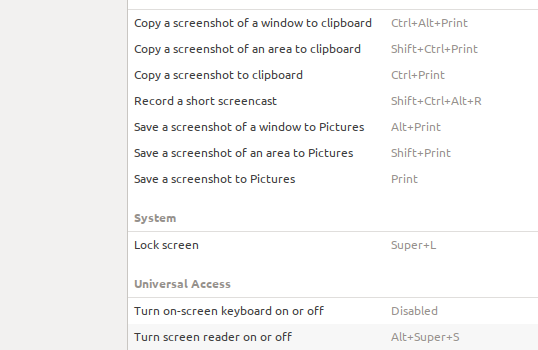 Copy a screenshot of a window to clipboard Ctrl+Alt+Print
Copy a screenshot of an area to clipboard Shift+Ctrl+Print
Copy a screenshot to clipboard Ctrl+Print
Record a short screencast Shift+Ctrl+Alt+R
Save a screenshot of a window to Pictures Alt+Print
Save a screenshot of an area to Pictures Shift+Print
Save a screenshot to Pictures Print
System
Lock screen Super+L
Universal Access
Turn on-screen keyboard on or off Disabled
Turn screen reader on or off Alt+Super+S